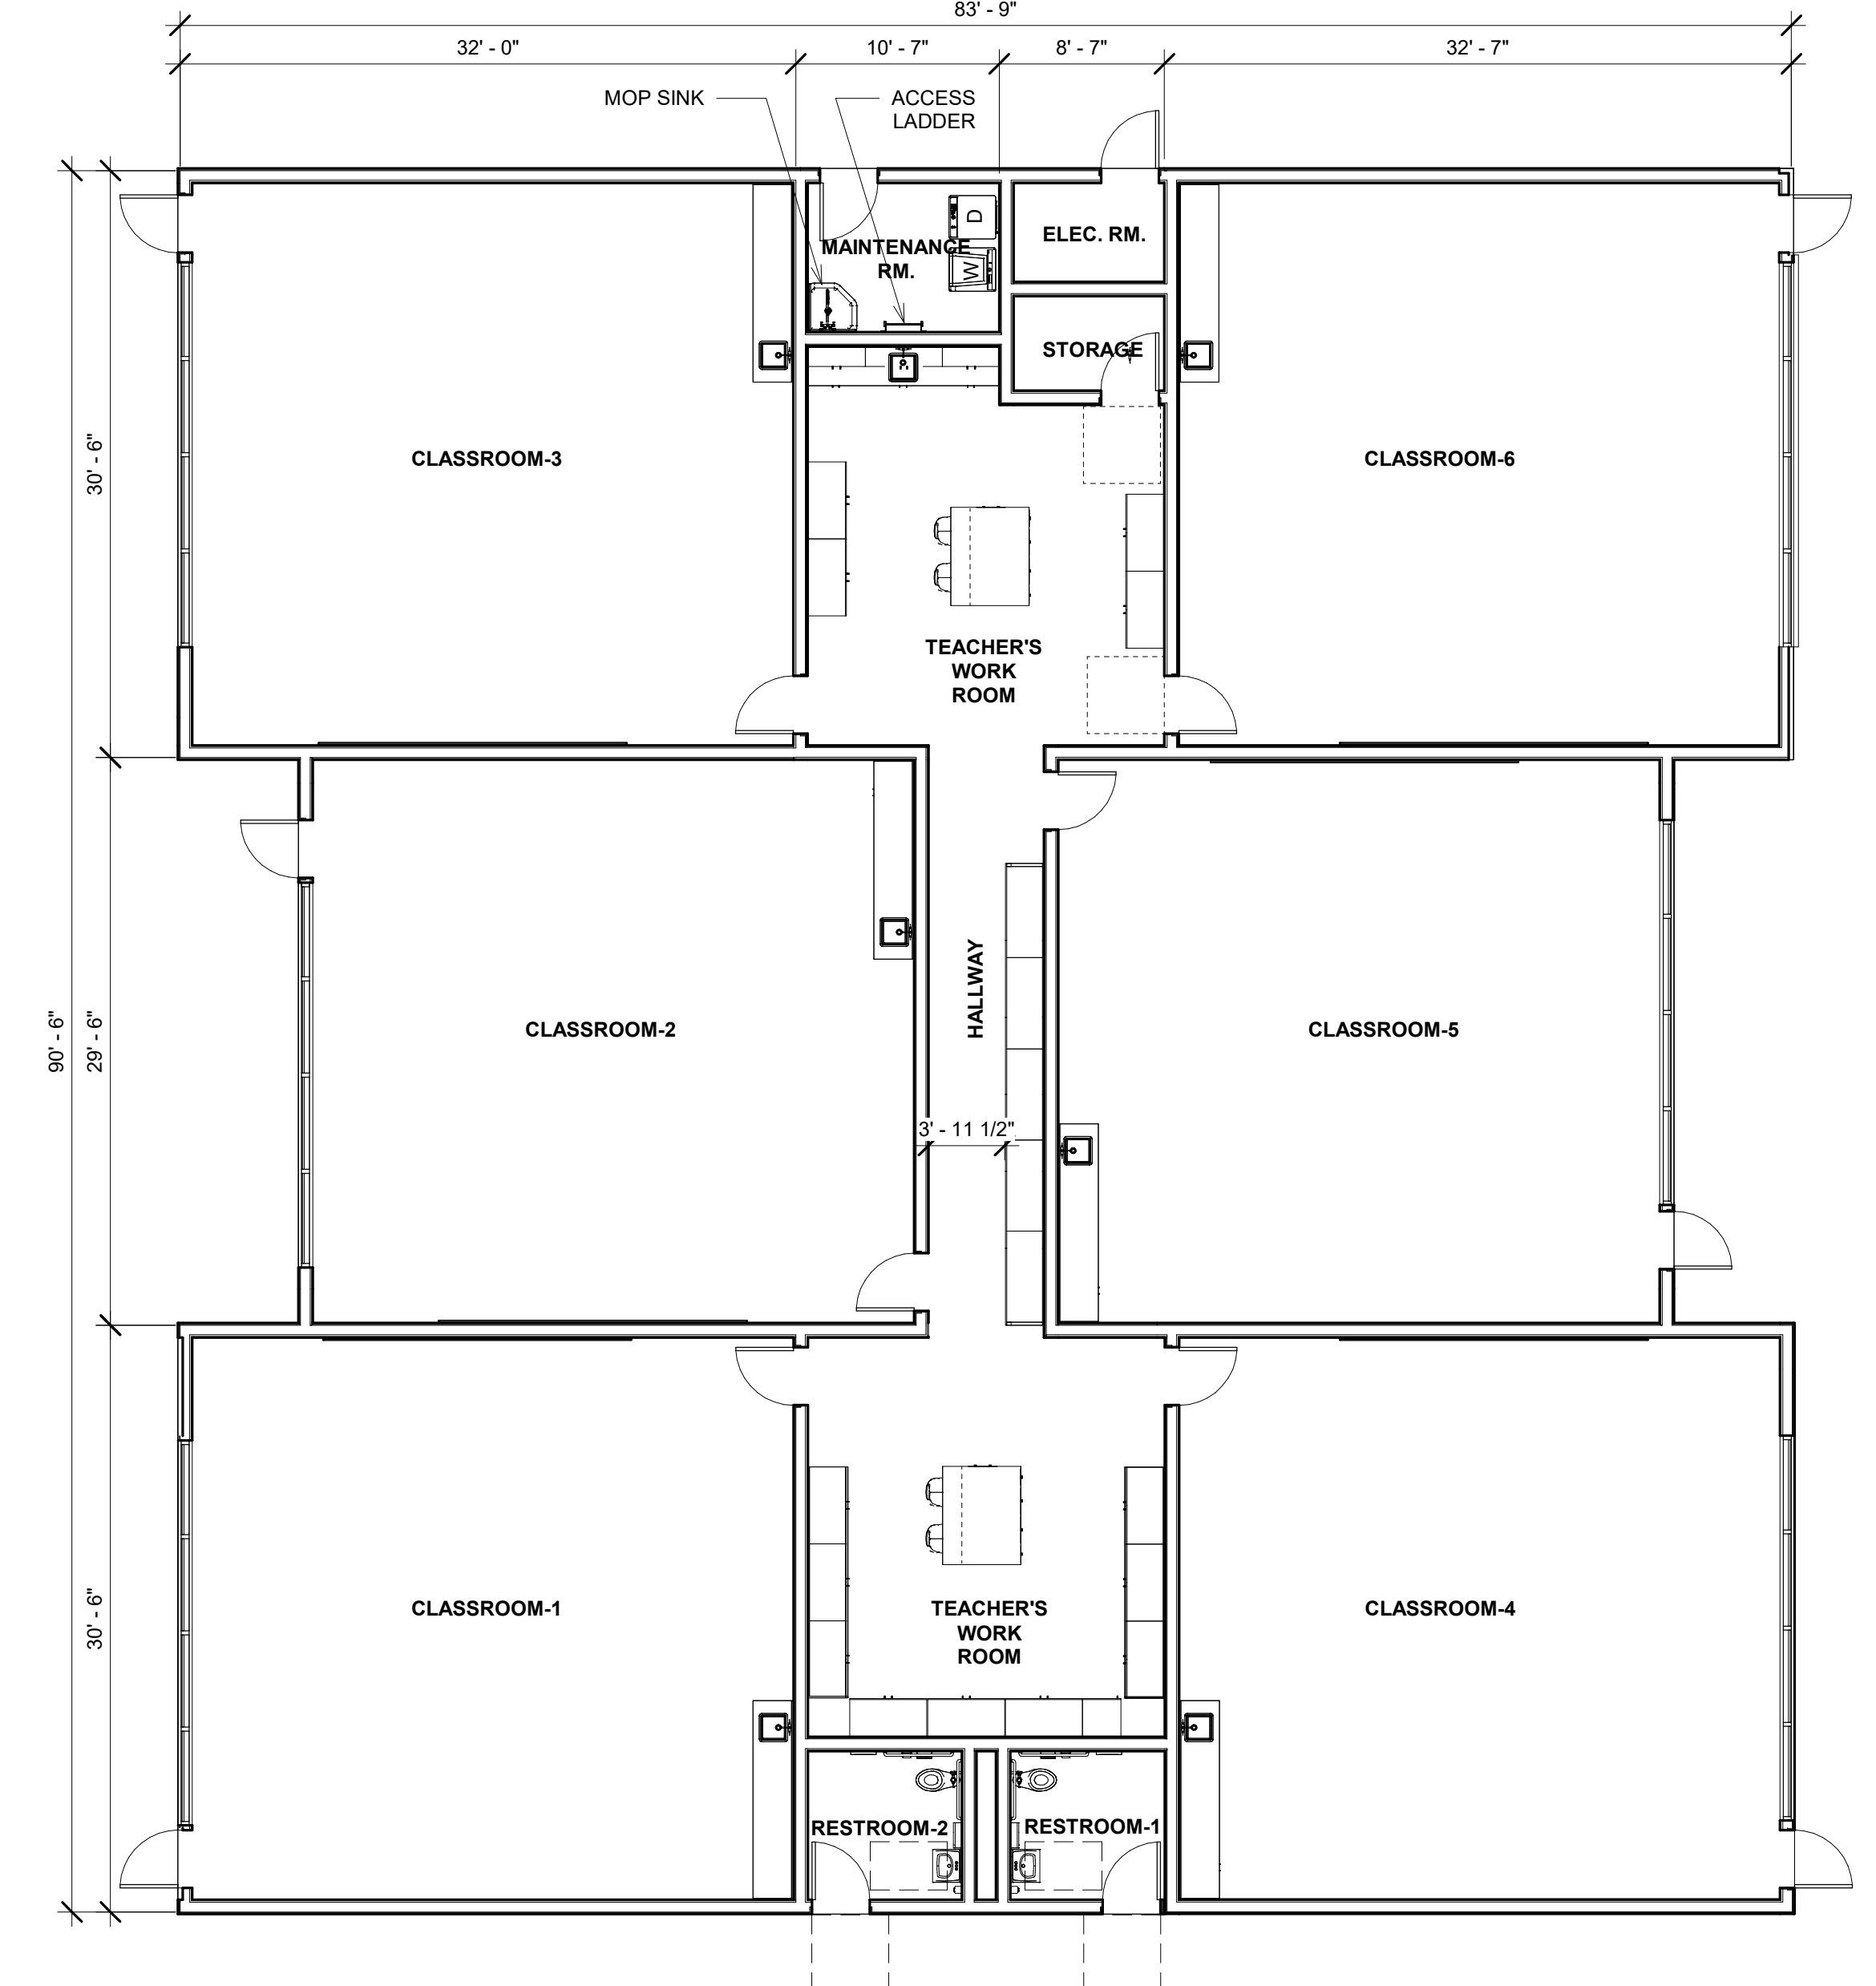 83' - 9"
32' - 0"
10' - 7"
8' - 7"
32' - 7"
MOP SINK
ACCESS
LADDER
D
W
MAINTENANCE
RM.
ELEC. RM.
STORAGE
30' - 6"
CLASSROOM-3
CLASSROOM-6
TEACHER'S
WORK
ROOM
90' - 6"
29' - 6"
CLASSROOM-2
HALLWAY
CLASSROOM-5
3' - 11 1/2"
30' - 6"
CLASSROOM-1
TEACHER'S
WORK
ROOM
CLASSROOM-4
RESTROOM-2
RESTROOM-1